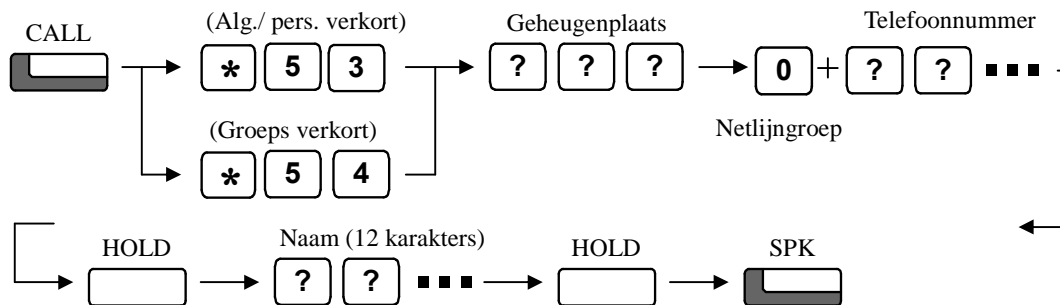 (Alg./ pers. verkort) Geheugenplaats Telefoonnummer
CALL
* 5 3 ? ? ? 0 + ? ?
(Groeps verkort) Netlijngroep
* 5 4
HOLD Naam (12 karakters) HOLD SPK
? ?